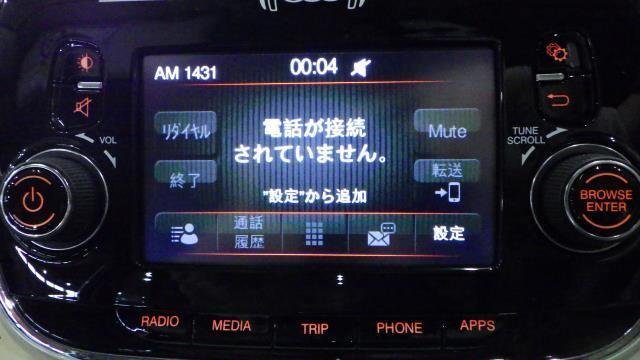 AM 1431 00:04
リダイヤル
電話が接続
されていません。
Mute
終了
転送
"設定"から追加
通話
履歴
設定
VOL
TUNE
SCROLL
BROWSE
ENTER
RADIO MEDIA TRIP PHONE APPS